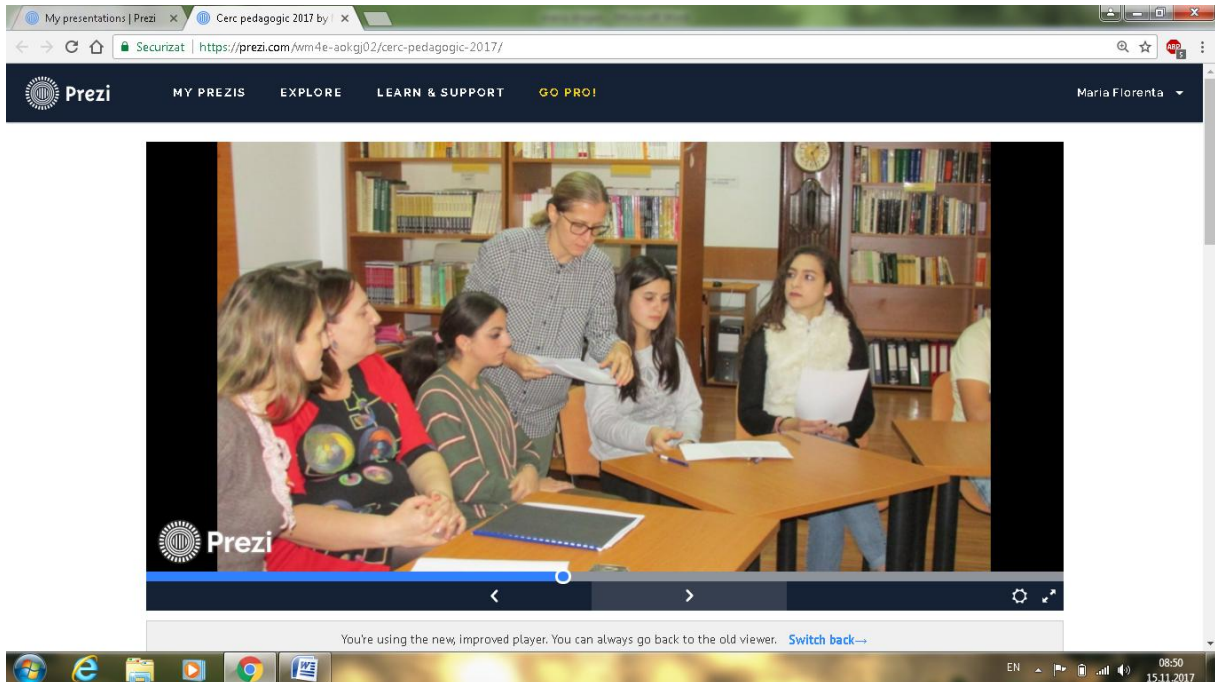 My presentations | Prezi
Cerc pedagogic 2017 by
Securizat
https://prezi.com/wm4e-aokgj02/cerc-pedagogic-2017/
ABP
5
Prezi
MY PREZIS
EXPLORE
LEARN & SUPPORT
GO PRO!
Maria Florenta
Prezi
You're using the new, improved player. You can always go back to the old viewer. Switch back→
EN
08:50
15.11.2017